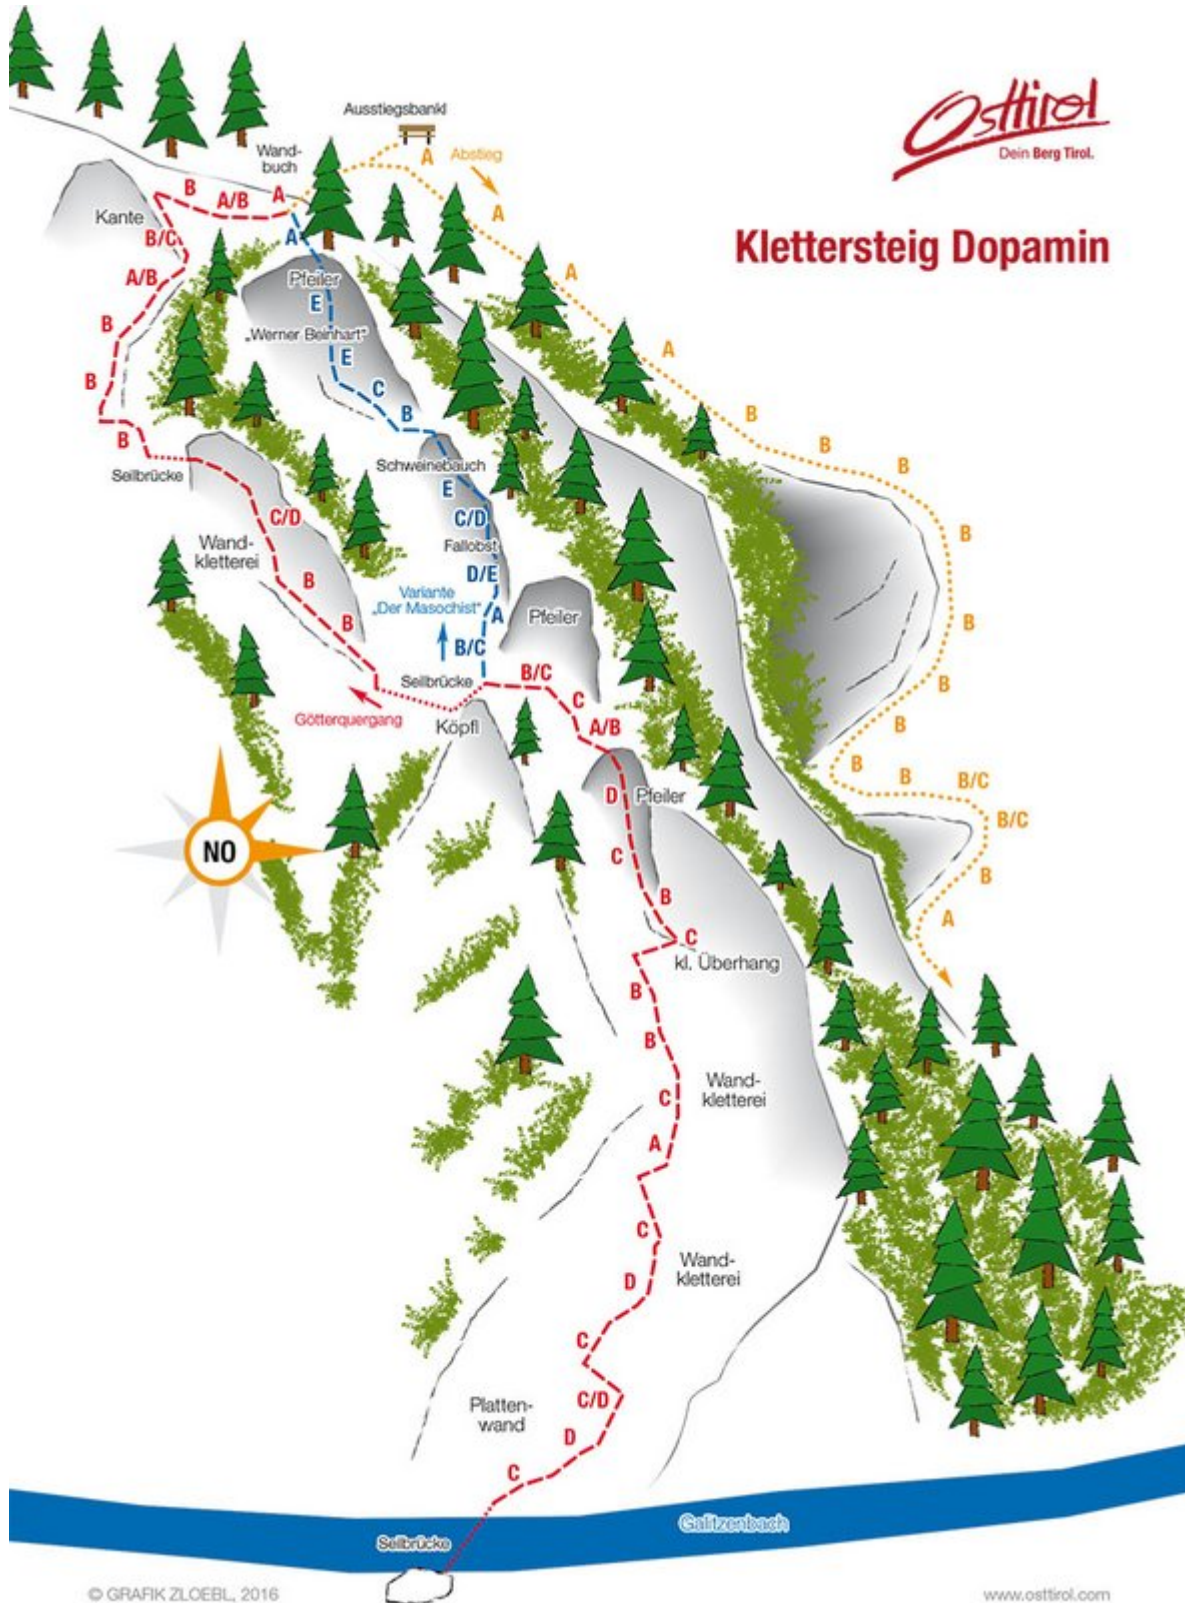 Ausstiegsbankl
Osttirol
Dein Berg Tirol.
Klettersteig Dopamin
Wand-
buch
A
Abstieg
B
A/B
A
A
Kante
B/C
A
A
A/B
Pfeiler
E
B
„Werner Beinhart“
E
A
B
C
B
B
B
B
B
Seilbrücke
Schweinebauch
E
C/D
C/D
B
Wand-
kletterei
Fallobst
D/E
B
Variante
„Der Masochist“
A
Pfeiler
B
B
B/C
Seilbrücke
B/C
B
Götterquergang
Köpfl
C
A/B
B
D
Pfeiler
B
B
B/C
NO
C
B/C
B
B
A
C
kl. Überhang
B
B
C
Wand-
kletterei
A
C
Wand-
kletterei
D
C
C/D
Platten-
wand
D
C
Galitzenbach
Seilbrücke
© GRAFIK ZLOEBL, 2016
www.osttirol.com